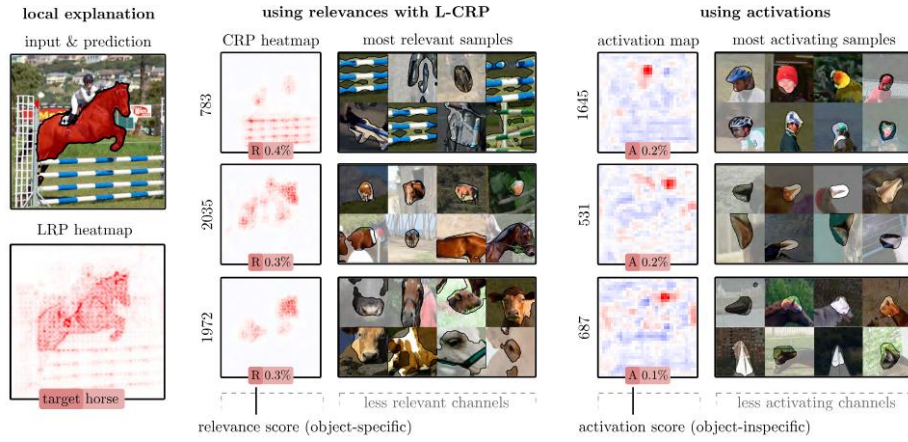 local explanation
input & prediction
LRP heatmap
target horse
using relevances with L-CRP
CRP heatmap
most relevant samples
783
R 0.4%
2035
R 0.3%
1972
R 0.3%
less relevant channels
relevance score (object-specific)
using activations
activation map
most activating samples
1645
A 0.2%
531
A 0.2%
687
A 0.1%
less activating channels
activation score (object-inspecific)